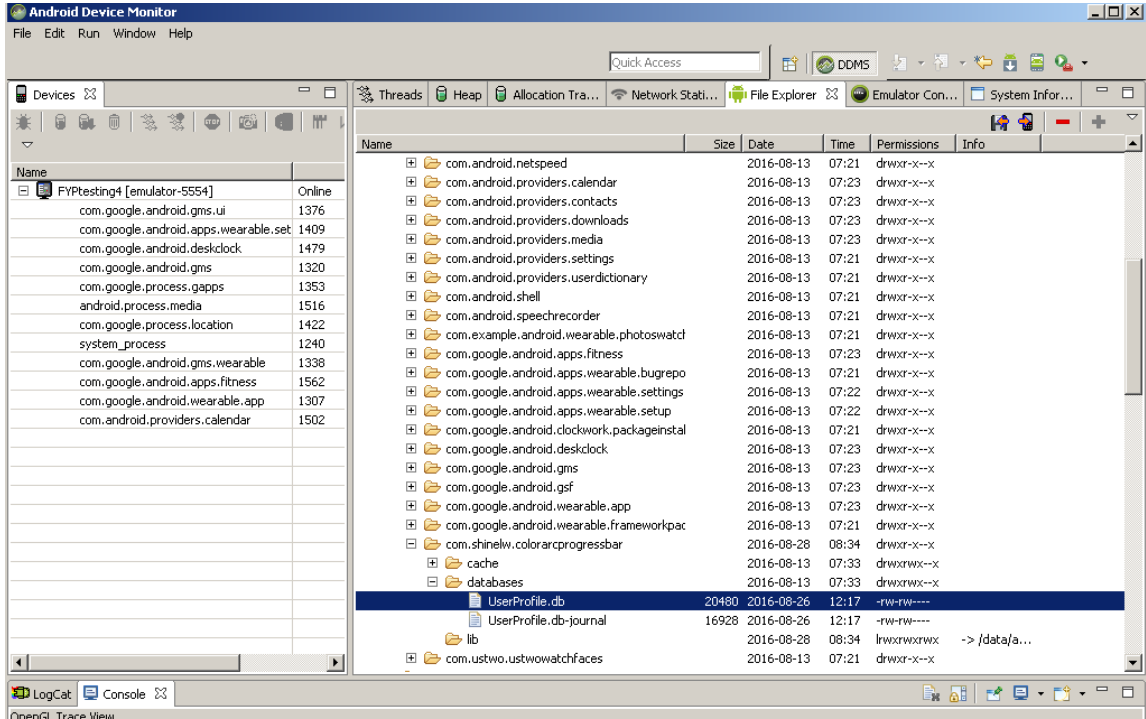 Android Device Monitor
File Edit Run Window Help
Quick Access
DDMS
Devices
Name
FYPtesting4 [emulator-5554] Online
com.google.android.gms.ui 1376
com.google.android.apps.wearable.set 1409
com.google.android.deskclock 1479
com.google.android.gms 1320
com.google.process.gapps 1353
android.process.media 1516
com.google.process.location 1422
system_process 1240
com.google.android.gms.wearable 1338
com.google.android.apps.fitness 1562
com.google.android.wearable.app 1307
com.android.providers.calendar 1502
Threads Heap Allocation Tra... Network Stati... File Explorer Emulator Con... System Infor...
Name Size Date Time Permissions Info
com.android.netspeed 2016-08-13 07:21 drwxr-x--x
com.android.providers.calendar 2016-08-13 07:23 drwxr-x--x
com.android.providers.contacts 2016-08-13 07:23 drwxr-x--x
com.android.providers.downloads 2016-08-13 07:23 drwxr-x--x
com.android.providers.media 2016-08-13 07:23 drwxr-x--x
com.android.providers.settings 2016-08-13 07:21 drwxr-x--x
com.android.providers.userdictionary 2016-08-13 07:21 drwxr-x--x
com.android.shell 2016-08-13 07:21 drwxr-x--x
com.android.speechrecorder 2016-08-13 07:21 drwxr-x--x
com.example.android.wearable.photoswatch 2016-08-13 07:21 drwxr-x--x
com.google.android.apps.fitness 2016-08-13 07:23 drwxr-x--x
com.google.android.apps.wearable.bugrepo 2016-08-13 07:21 drwxr-x--x
com.google.android.apps.wearable.settings 2016-08-13 07:22 drwxr-x--x
com.google.android.apps.wearable.setup 2016-08-13 07:22 drwxr-x--x
com.google.android.clockwork.packageinstal 2016-08-13 07:21 drwxr-x--x
com.google.android.deskclock 2016-08-13 07:23 drwxr-x--x
com.google.android.gms 2016-08-13 07:23 drwxr-x--x
com.google.android.gsf 2016-08-13 07:23 drwxr-x--x
com.google.android.wearable.app 2016-08-13 07:23 drwxr-x--x
com.google.android.wearable.frameworkpac 2016-08-13 07:21 drwxr-x--x
com.shinelw.colorarcprogressbar 2016-08-28 08:34 drwxr-x--x
cache 2016-08-13 07:33 drwxrwx--x
databases 2016-08-13 07:33 drwxrwx--x
UserProfile.db 20480 2016-08-26 12:17 -rw-rw----
UserProfile.db-journal 16928 2016-08-26 12:17 -rw-rw----
lib 2016-08-28 08:34 lrwxrwxrwx -> /data/a...
com.ustwo.ustwowatchfaces 2016-08-13 07:21 drwxr-x--x
LogCat Console
OpenGL Trace View